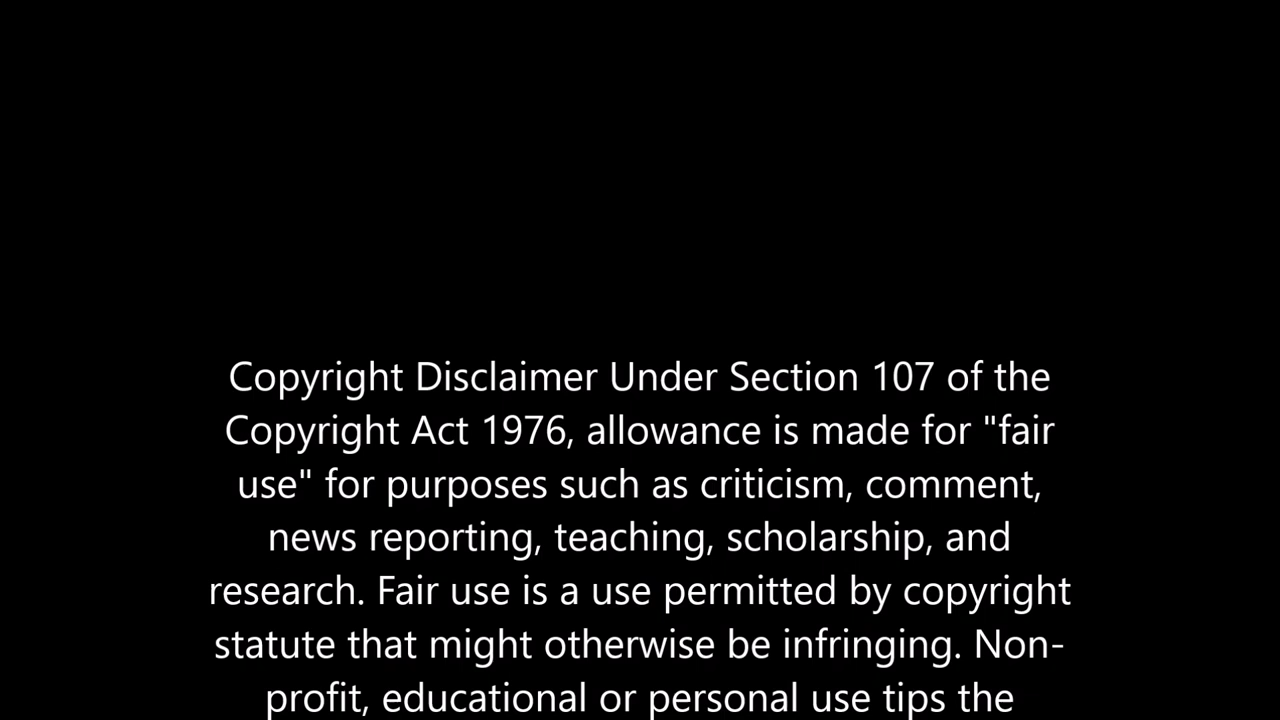 Copyright Disclaimer Under Section 107 of the
Copyright Act 1976, allowance is made for "fair
use" for purposes such as criticism, comment,
news reporting, teaching, scholarship, and
research. Fair use is a use permitted by copyright
statute that might otherwise be infringing. Non-
profit, educational or personal use tips the